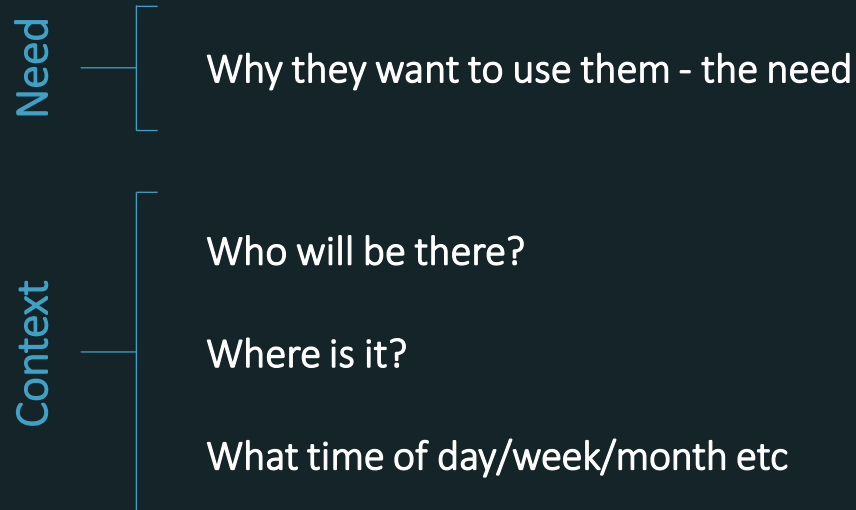 Need
Why they want to use them - the need
Context
Who will be there?
Where is it?
What time of day/week/month etc